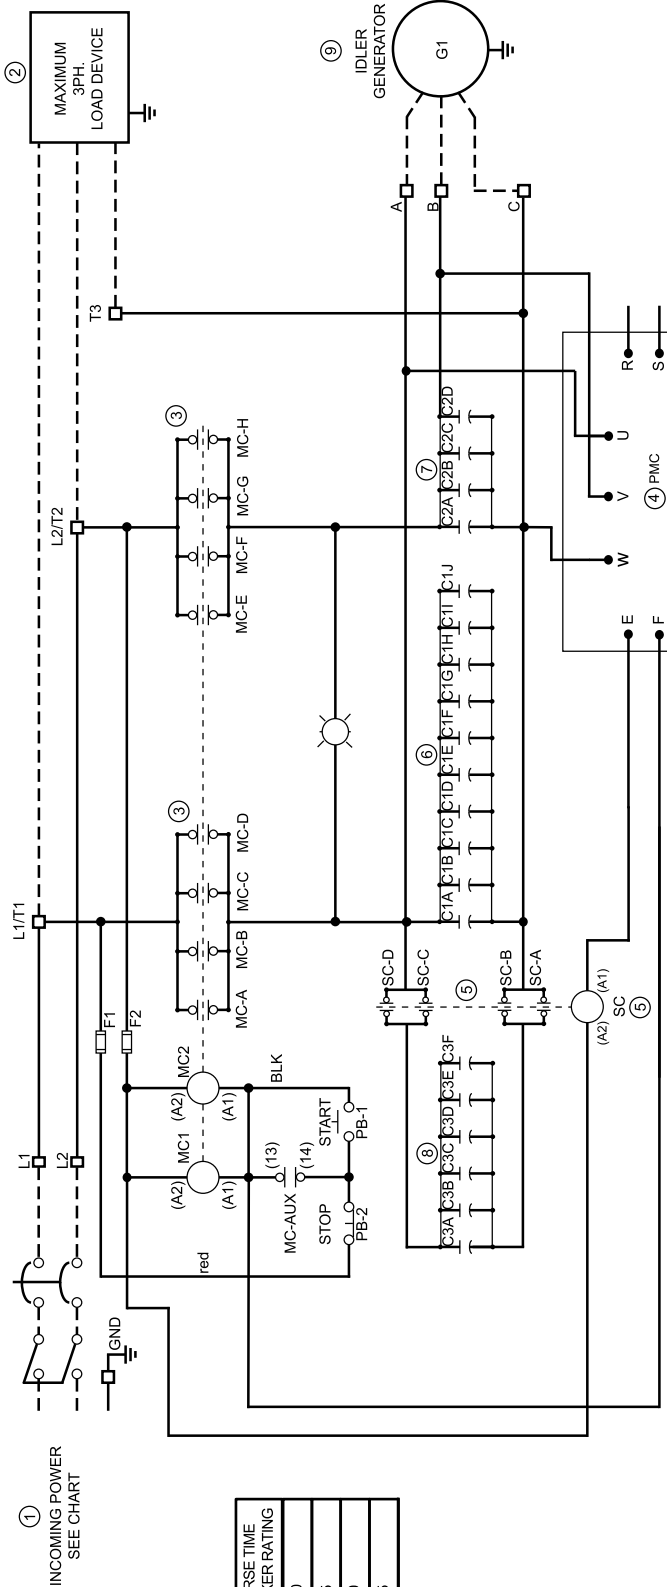 1
INCOMING POWER
SEE CHART
L1
L2
GND
L1/T1
L2/T2
T3
2
MAXIMUM
3PH.
LOAD DEVICE
F1
F2
red
MC1
(A2)
(A1)
MC2
(A2)
(A1)
BLK
MC-AUX
(13)
(14)
STOP
PB-2
START
PB-1
3
MC-A
MC-B
MC-C
MC-D
3
MC-E
MC-F
MC-G
MC-H
9
IDLER
GENERATOR
G1
A
B
C
SC-D
SC-C
5
SC-B
SC-A
8
C3A C3B C3C C3D C3E C3F
6
C1A C1B C1C C1D C1E C1F C1G C1H C1I C1J
7
C2A C2B C2C C2D
(A2)
(A1)
SC
5
E
F
W
V
U
R
S
4 PMC